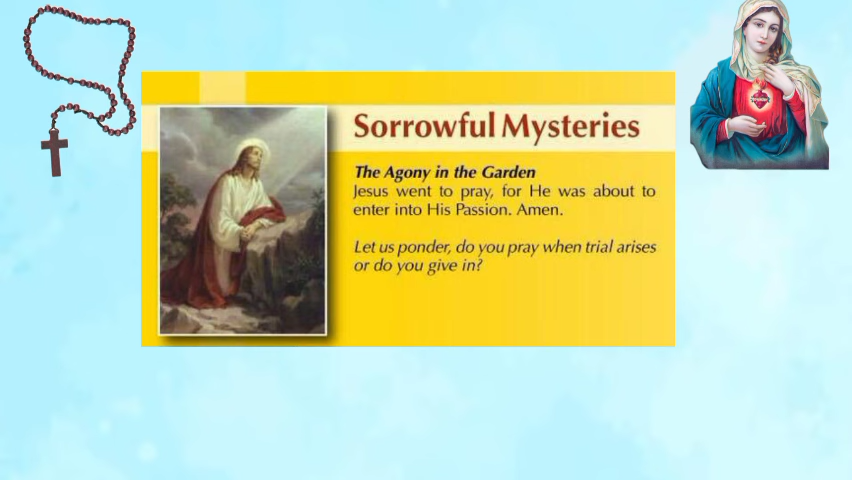 Sorrowful Mysteries
The Agony in the Garden
Jesus went to pray, for He was about to
enter into His Passion. Amen.
Let us ponder, do you pray when trial arises
or do you give in?